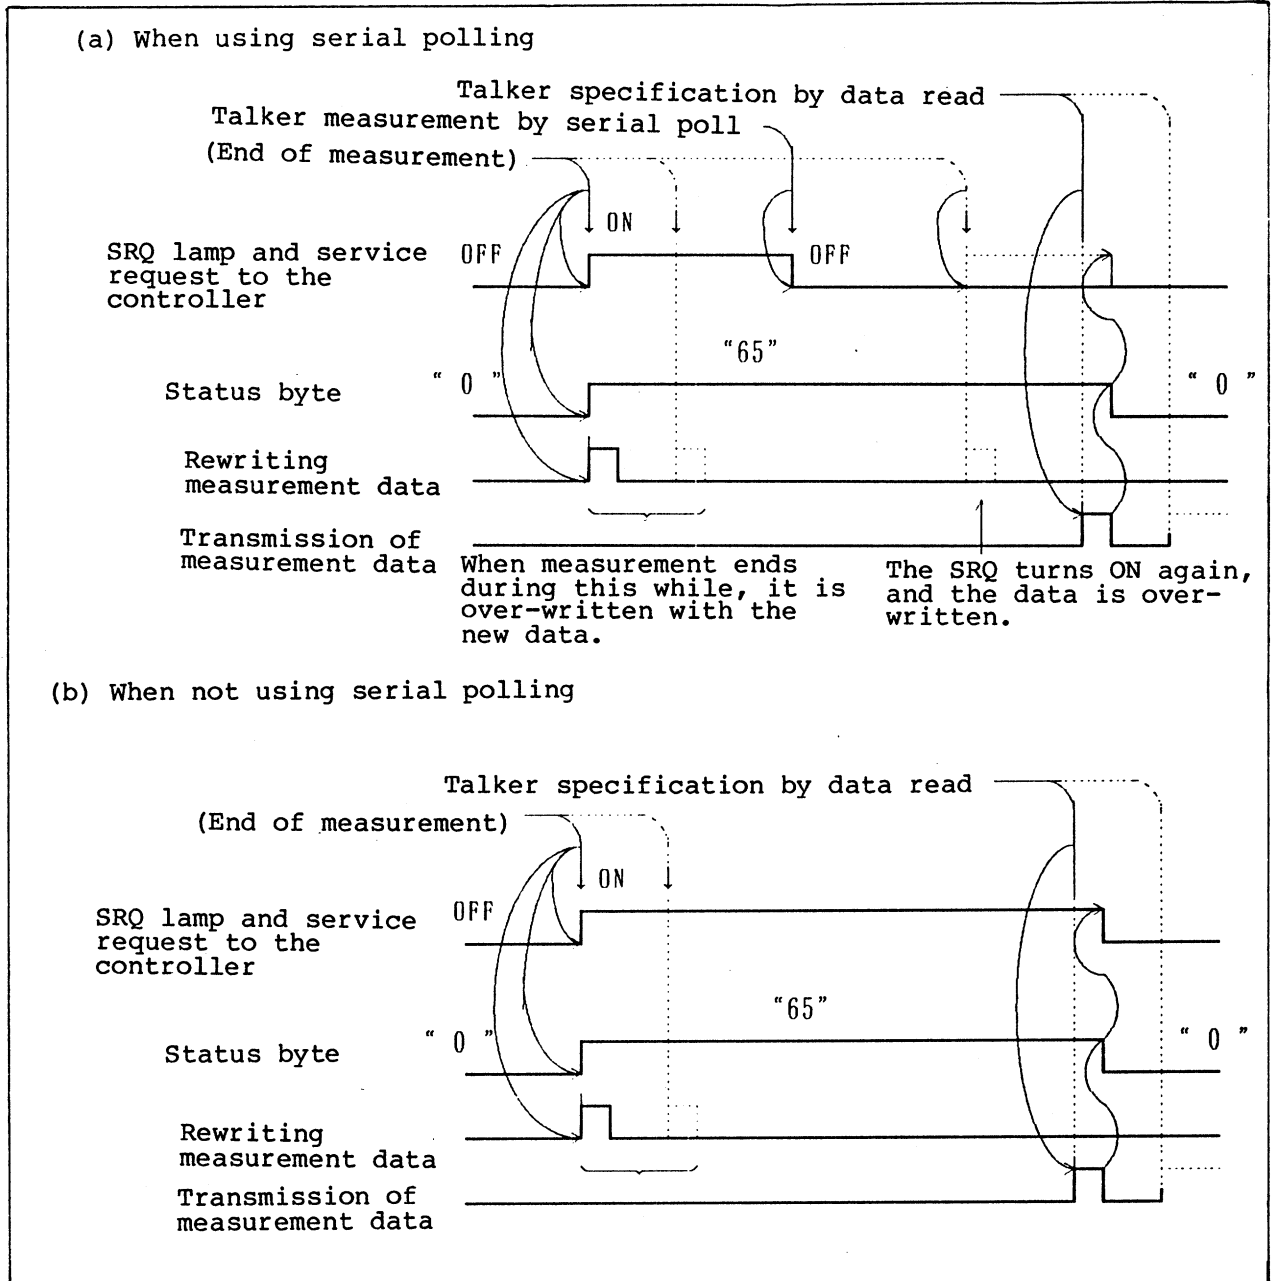 (a) When using serial polling
Talker specification by data read
Talker measurement by serial poll
(End of measurement)
ON
SRQ lamp and service
request to the
controller
OFF
OFF
"65"
Status byte
" 0 "
" 0 "
Rewriting
measurement data
Transmission of
measurement data
When measurement ends
during this while, it is
over-written with the
new data.
The SRQ turns ON again,
and the data is over-
written.
(b) When not using serial polling
Talker specification by data read
(End of measurement)
ON
SRQ lamp and service
request to the
controller
OFF
"65"
Status byte
" 0 "
" 0 "
Rewriting
measurement data
Transmission of
measurement data